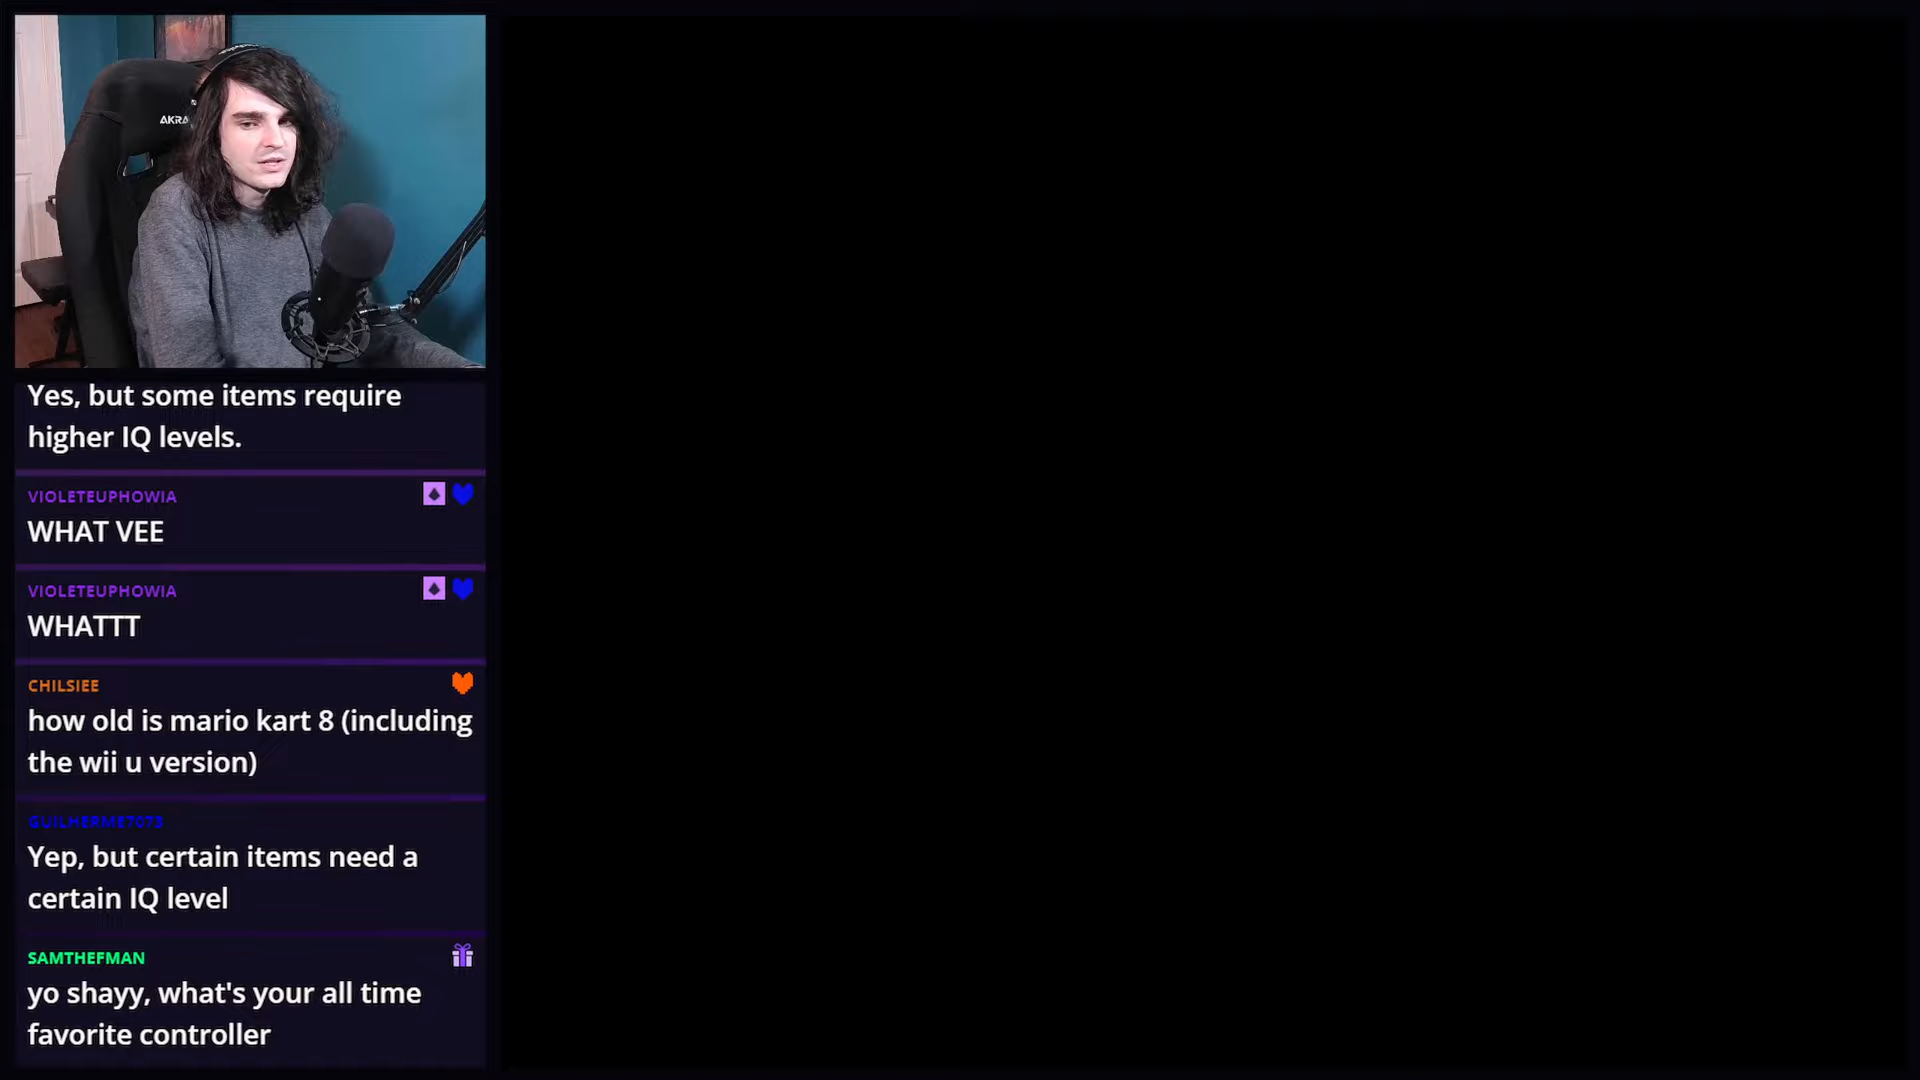 AKRA
Yes, but some items require
higher IQ levels.
VIOLETEUPHOWIA
WHAT VEE
VIOLETEUPHOWIA
WHATTT
CHILSIEE
how old is mario kart 8 (including
the wii u version)
GUILHERME7073
Yep, but certain items need a
certain IQ level
SAMTHEFMAN
yo shayy, what's your all time
favorite controller